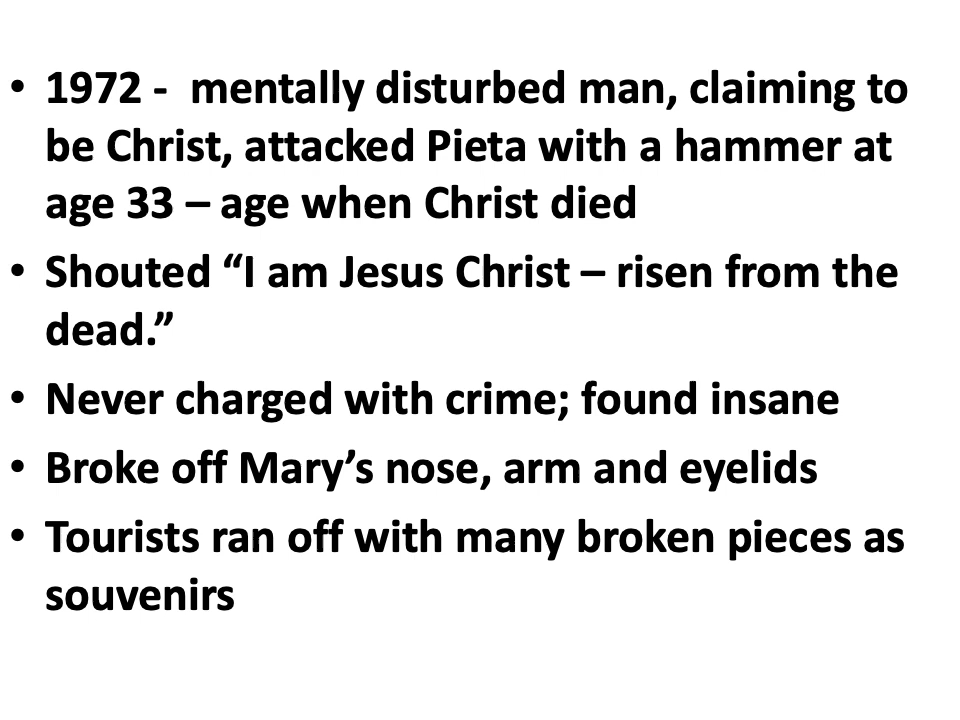 • 1972 -  mentally disturbed man, claiming to
be Christ, attacked Pieta with a hammer at
age 33 – age when Christ died
• Shouted “I am Jesus Christ – risen from the
dead.”
• Never charged with crime; found insane
• Broke off Mary’s nose, arm and eyelids
• Tourists ran off with many broken pieces as
souvenirs